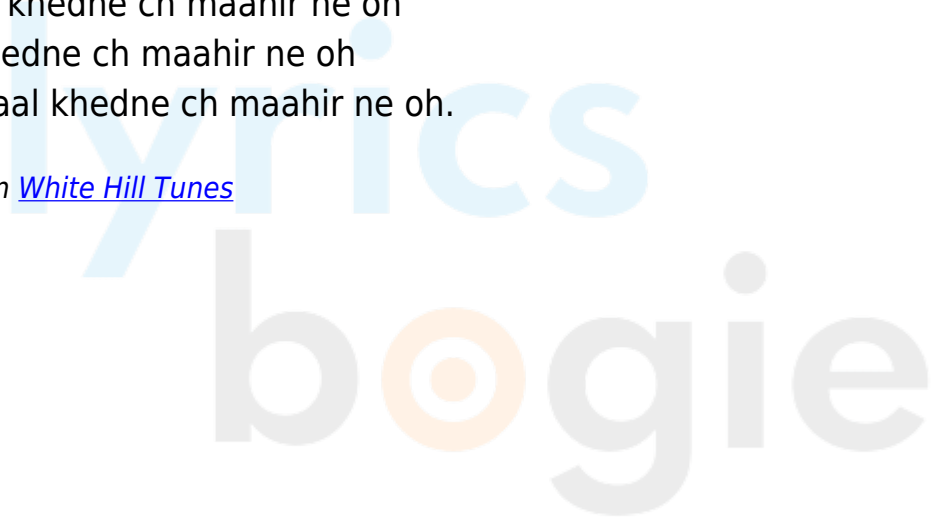 khedne ch maahir ne oh
edne ch maahir ne oh
aal khedne ch maahir ne oh.
n White Hill Tunes
lyrics
bogie